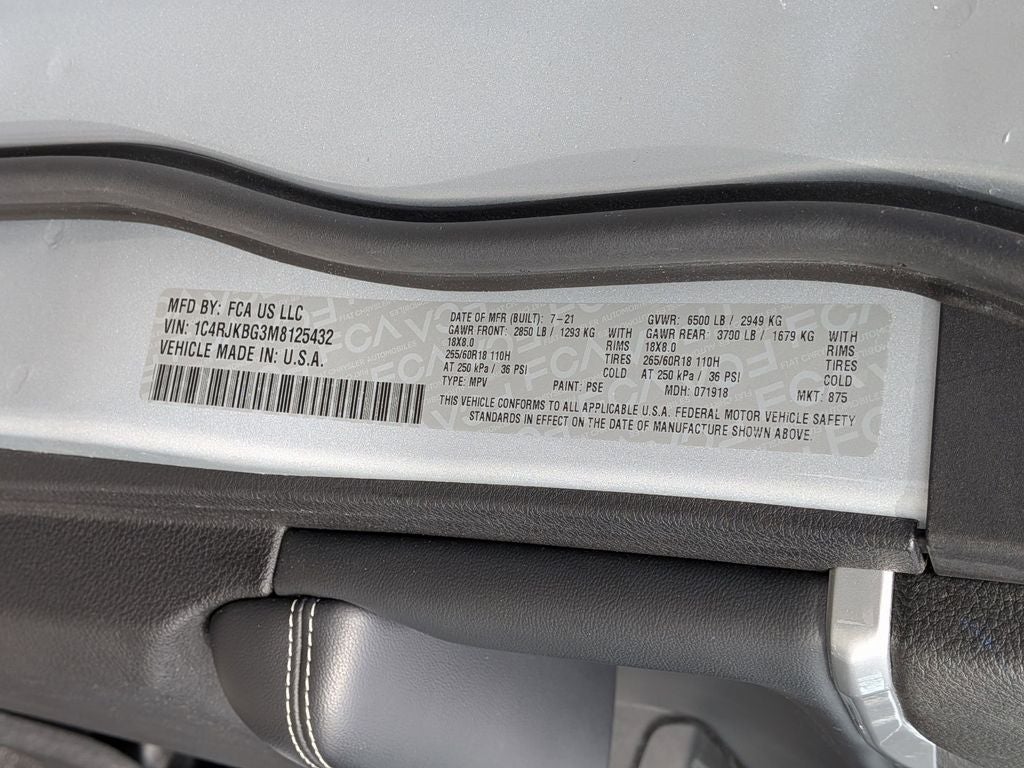 MFD BY: FCA US LLC
VIN: 1C4RJKBG3M8125432
VEHICLE MADE IN: U.S.A.
DATE OF MFR (BUILT): 7-21 GVWR: 6500 LB / 2949 KG
GAWR FRONT: 2850 LB / 1293 KG WITH GAWR REAR: 3700 LB / 1679 KG WITH
18X8.0 RIMS 18X8.0 RIMS
265/60R18 110H TIRES 265/60R18 110H TIRES
AT 250 kPa / 36 PSI COLD AT 250 kPa / 36 PSI COLD
TYPE: MPV PAINT: PSE MDH: 071918 MKT: 875
THIS VEHICLE CONFORMS TO ALL APPLICABLE U.S.A. FEDERAL MOTOR VEHICLE SAFETY
STANDARDS IN EFFECT ON THE DATE OF MANUFACTURE SHOWN ABOVE.